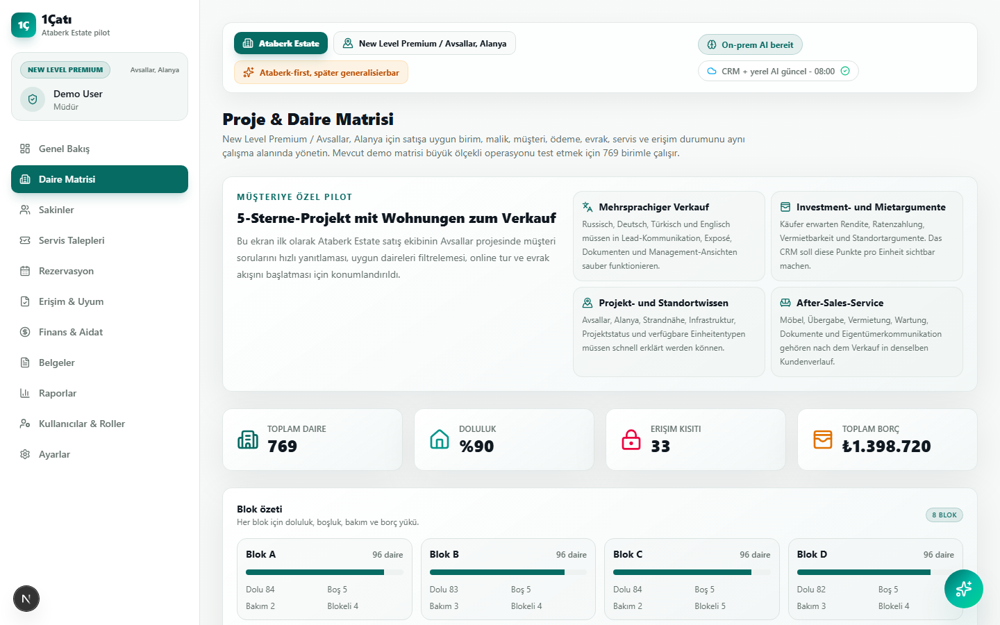 1Ç
1Çatı
Ataberk Estate pilot
NEW LEVEL PREMIUM
Avsallar, Alanya
Demo User
Müdür
Genel Bakış
Daire Matrisi
Sakinler
Servis Talepleri
Rezervasyon
Erişim & Uyum
Finans & Aidat
Belgeler
Raporlar
Kullanıcılar & Roller
Ayarlar
N
Ataberk Estate
New Level Premium / Avsallar, Alanya
Ataberk-first, später generalisierbar
On-prem AI bereit
CRM + yerel AI güncel - 08:00
Proje & Daire Matrisi
New Level Premium / Avsallar, Alanya için satışa uygun birim, malik, müşteri, ödeme, evrak, servis ve erişim durumunu aynı
çalışma alanında yönetin. Mevcut demo matrisi büyük ölçekli operasyonu test etmek için 769 birimle çalışır.
MÜŞTERIYE ÖZEL PILOT
5-Sterne-Projekt mit Wohnungen zum Verkauf
Bu ekran ilk olarak Ataberk Estate satış ekibinin Avsallar projesinde müşteri
sorularını hızlı yanıtlaması, uygun daireleri filtrelemesi, online tur ve evrak
akışını başlatması için konumlandırıldı.
Mehrsprachiger Verkauf
Russisch, Deutsch, Türkisch und Englisch
müssen in Lead-Kommunikation, Exposé,
Dokumenten und Management-Ansichten
sauber funktionieren.
Investment- und Mietargumente
Käufer erwarten Rendite, Ratenzahlung,
Vermietbarkeit und Standortargumente. Das
CRM soll diese Punkte pro Einheit sichtbar
machen.
Projekt- und Standortwissen
Avsallar, Alanya, Strandnähe, Infrastruktur,
Projektstatus und verfügbare Einheitentypen
müssen schnell erklärt werden können.
After-Sales-Service
Möbel, Übergabe, Vermietung, Wartung,
Dokumente und Eigentümerkommunikation
gehören nach dem Verkauf in denselben
Kundenverlauf.
TOPLAM DAIRE
769
DOLULUK
%90
ERIŞIM KISITI
33
TOPLAM BORÇ
₺1.398.720
Blok özeti
Her blok için doluluk, boşluk, bakım ve borç yükü.
8 BLOK
Blok A
96 daire
Dolu 84
Boş 5
Bakım 2
Blokeli 4
Blok B
96 daire
Dolu 83
Boş 5
Bakım 3
Blokeli 4
Blok C
96 daire
Dolu 84
Boş 5
Bakım 2
Blokeli 5
Blok D
96 daire
Dolu 82
Boş 5
Bakım 3
Blokeli 4